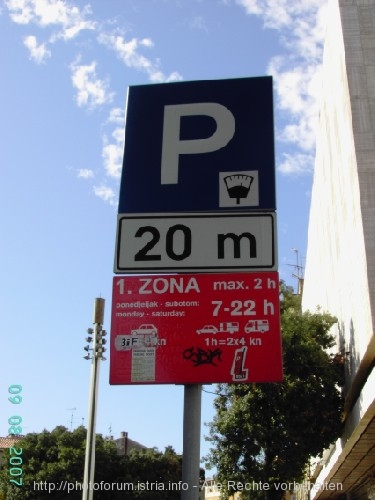 P
20 m
1. ZONA max. 2 h
ponedjeljak - subotom:
monday - saturday:
7-22 h
1h=2x4 kn
09 08 2007
http://photoforum.istria.info - Alle Rechte vorbehalten